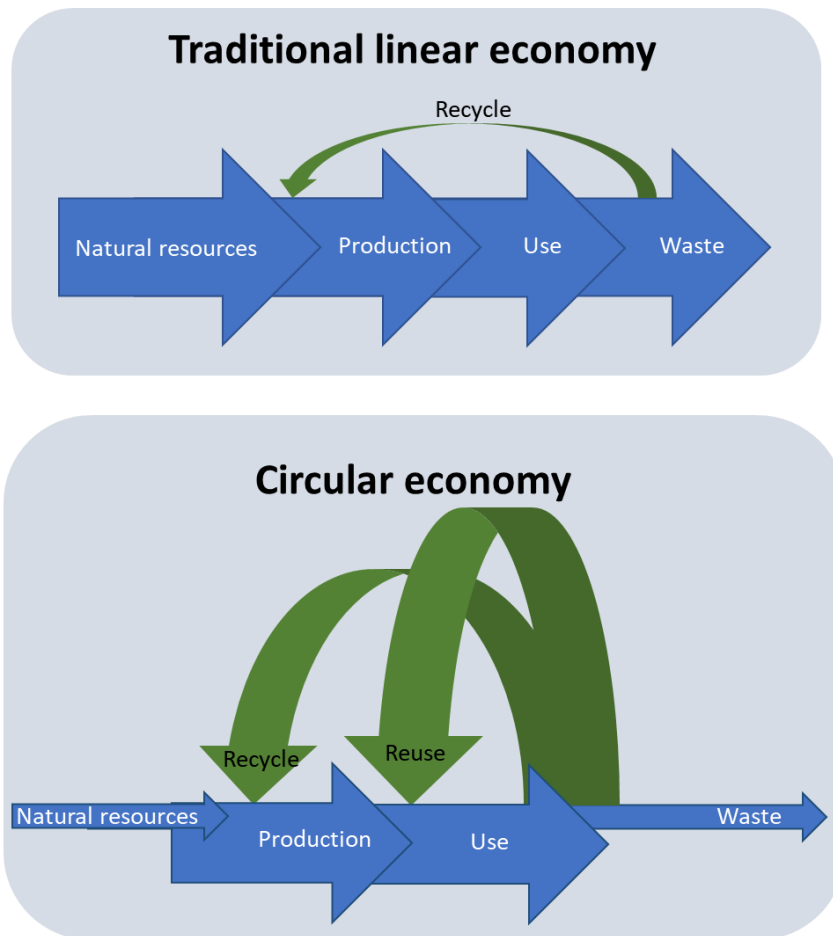 Traditional linear economy
Recycle
Natural resources
Production
Use
Waste
Circular economy
Recycle
Reuse
Natural resources
Production
Use
Waste